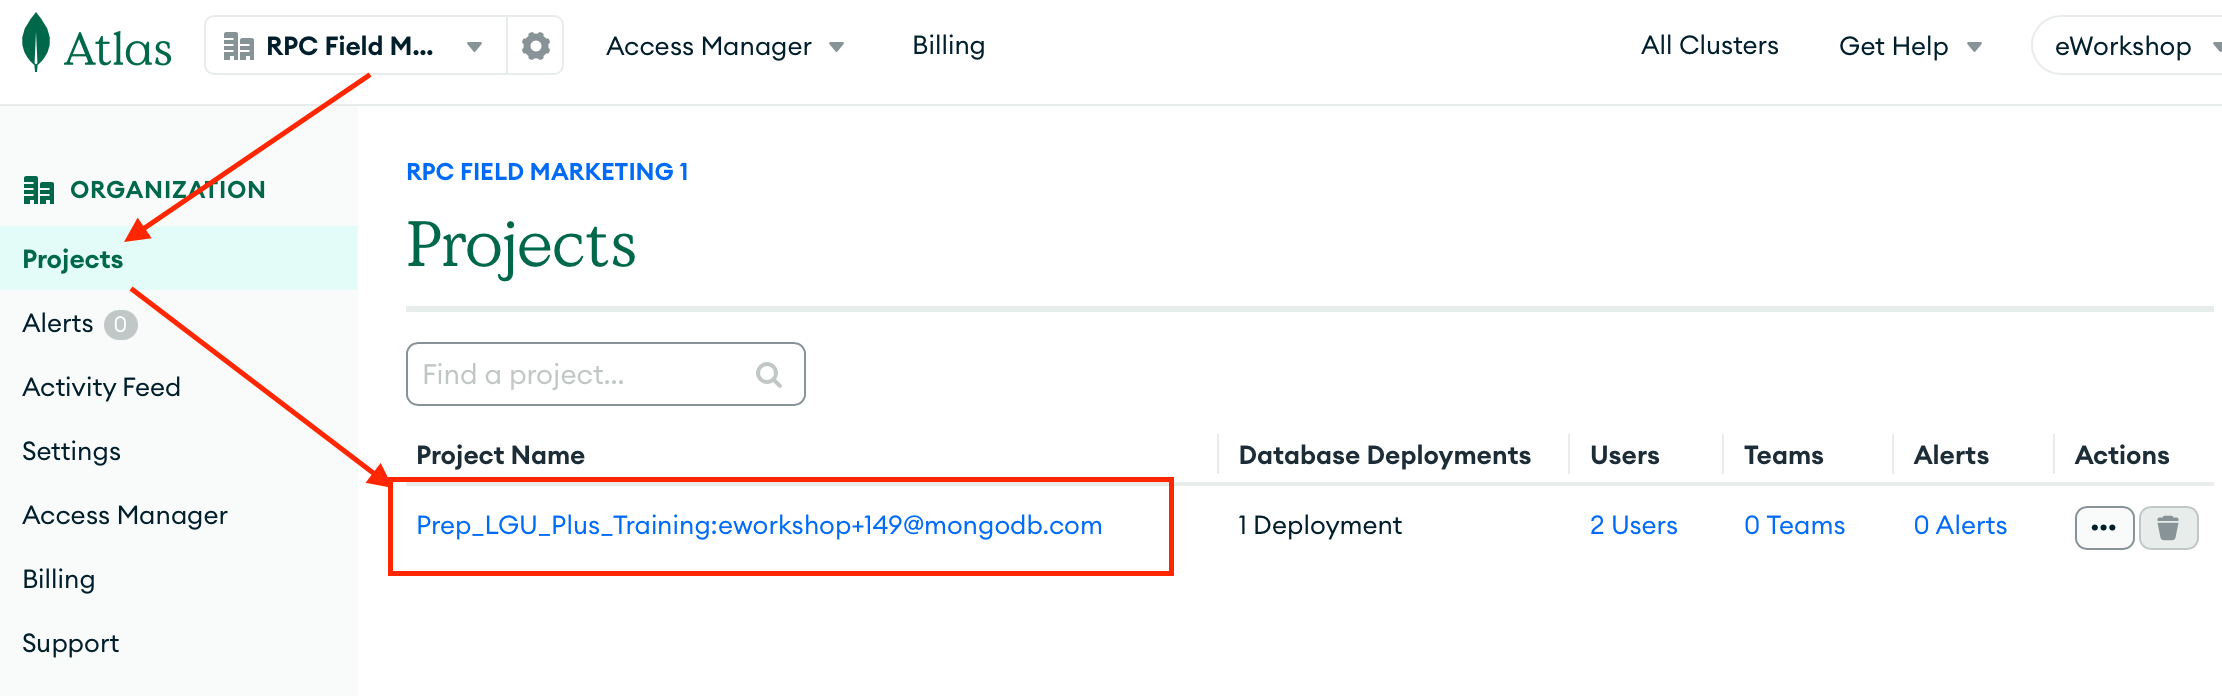 Atlas RPC Field M... Access Manager Billing All Clusters Get Help eWorkshop
ORGANIZATION
Projects
Alerts 0
Activity Feed
Settings
Access Manager
Billing
Support
RPC FIELD MARKETING 1
Projects
Find a project...
Project Name Database Deployments Users Teams Alerts Actions
Prep_LGU_Plus_Training:eworkshop+149@mongodb.com 1 Deployment 2 Users 0 Teams 0 Alerts